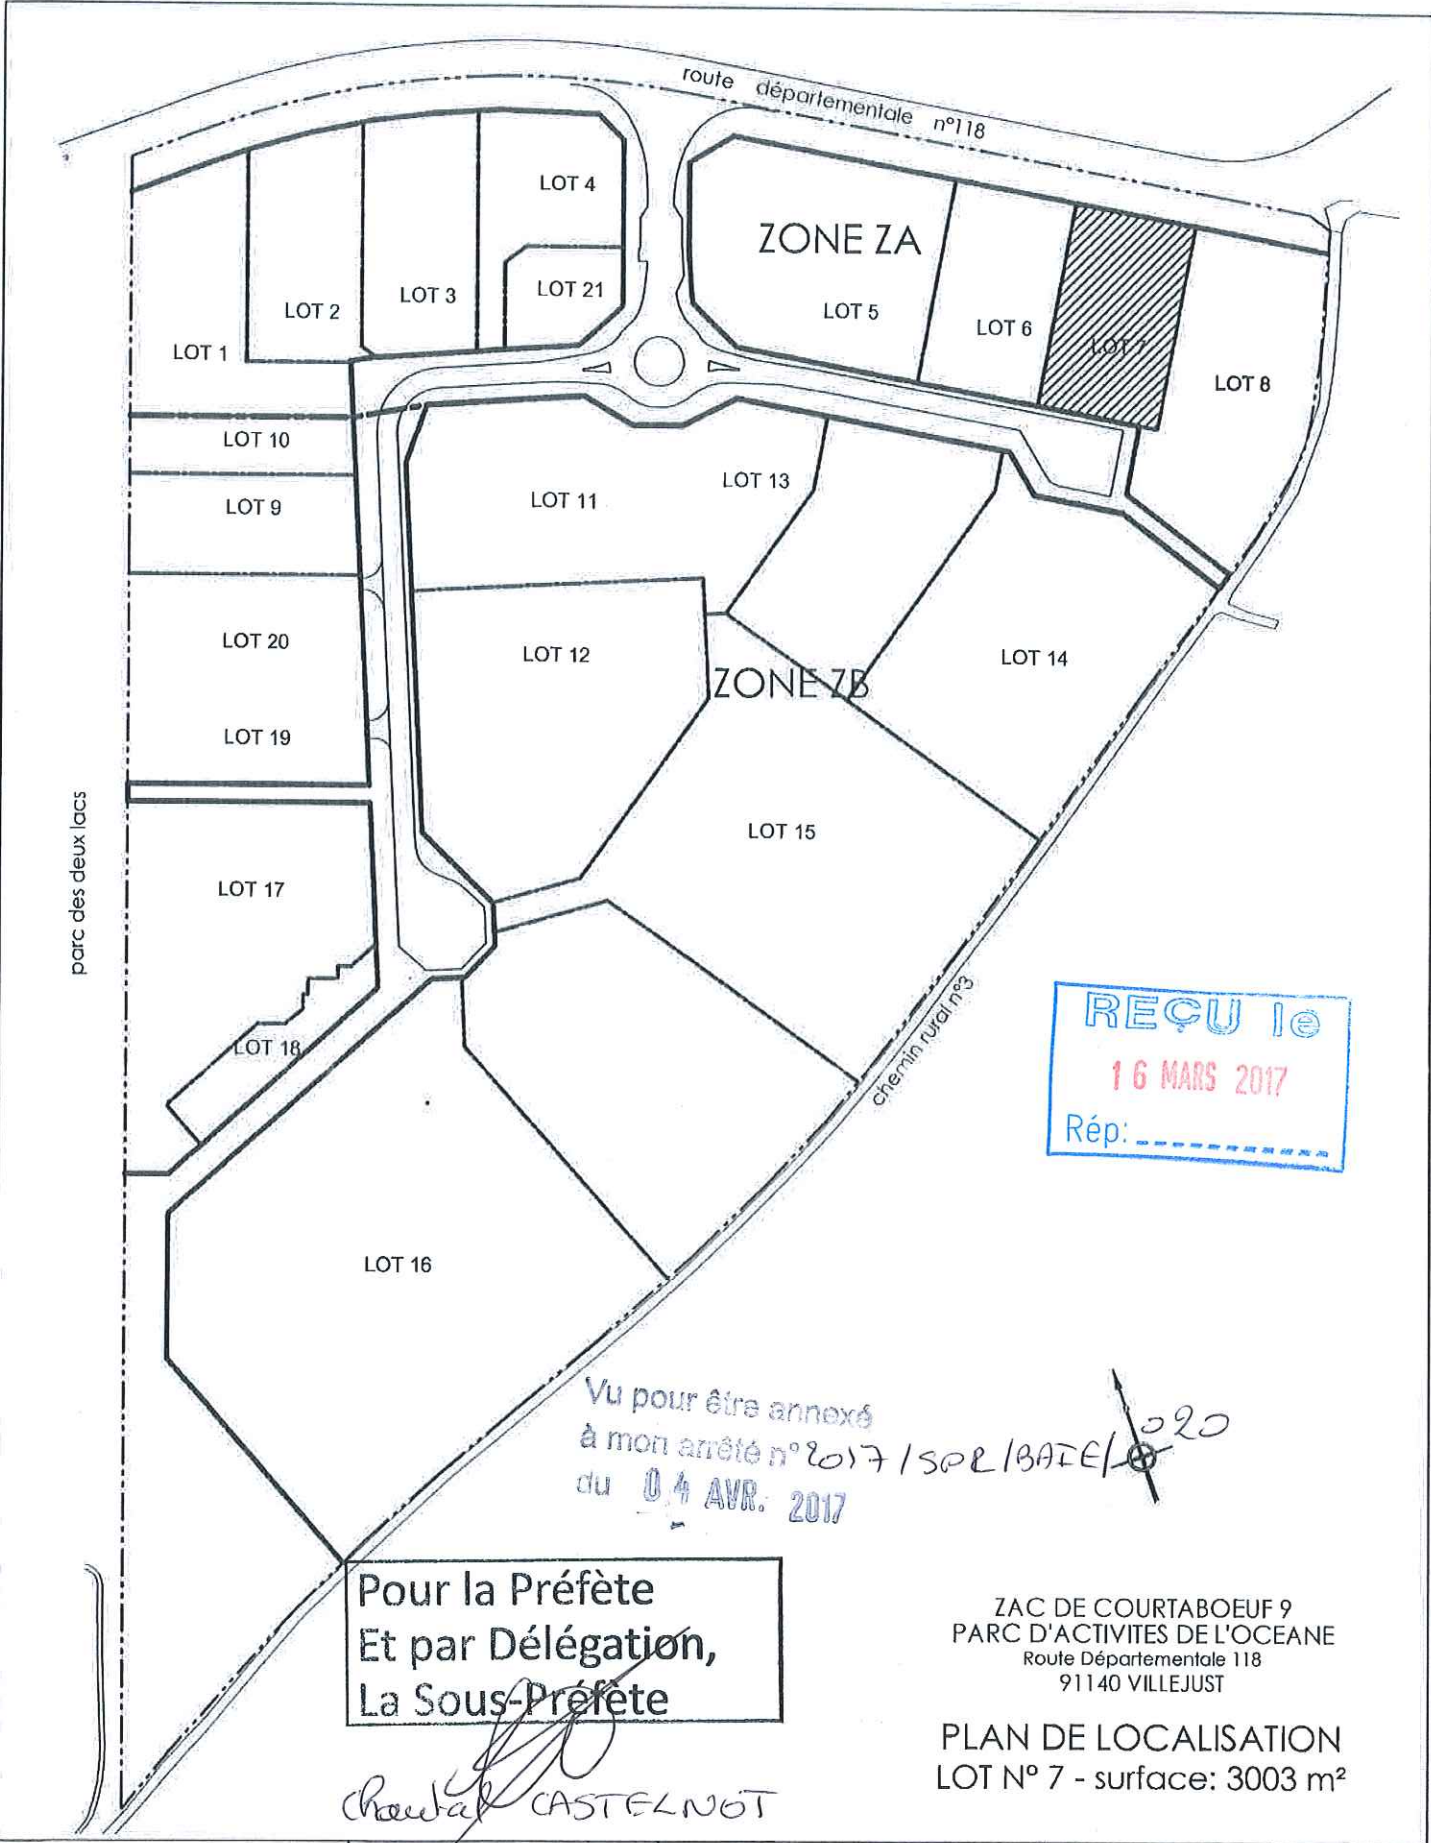 route départementale n°118
LOT 4
ZONE ZA
LOT 21
LOT 3
LOT 2
LOT 5
LOT 6
LOT 7
LOT 1
LOT 8
LOT 10
LOT 13
LOT 11
LOT 9
LOT 20
LOT 12
LOT 14
ZONE ZB
LOT 19
parc des deux lacs
LOT 15
LOT 17
chemin rural n°3
LOT 18
REÇU le
16 MARS 2017
Rép:
LOT 16
Vu pour être annexé
à mon arrêté n° 2017/SPR/BAIE/020
du 04 AVR. 2017
Pour la Préfète
Et par Délégation,
La Sous-Préfète
Chantal CASTELNOT
ZAC DE COURTABOEUF 9
PARC D'ACTIVITES DE L'OCEANE
Route Départementale 118
91140 VILLEJUST
PLAN DE LOCALISATION
LOT N° 7 - surface: 3003 m²